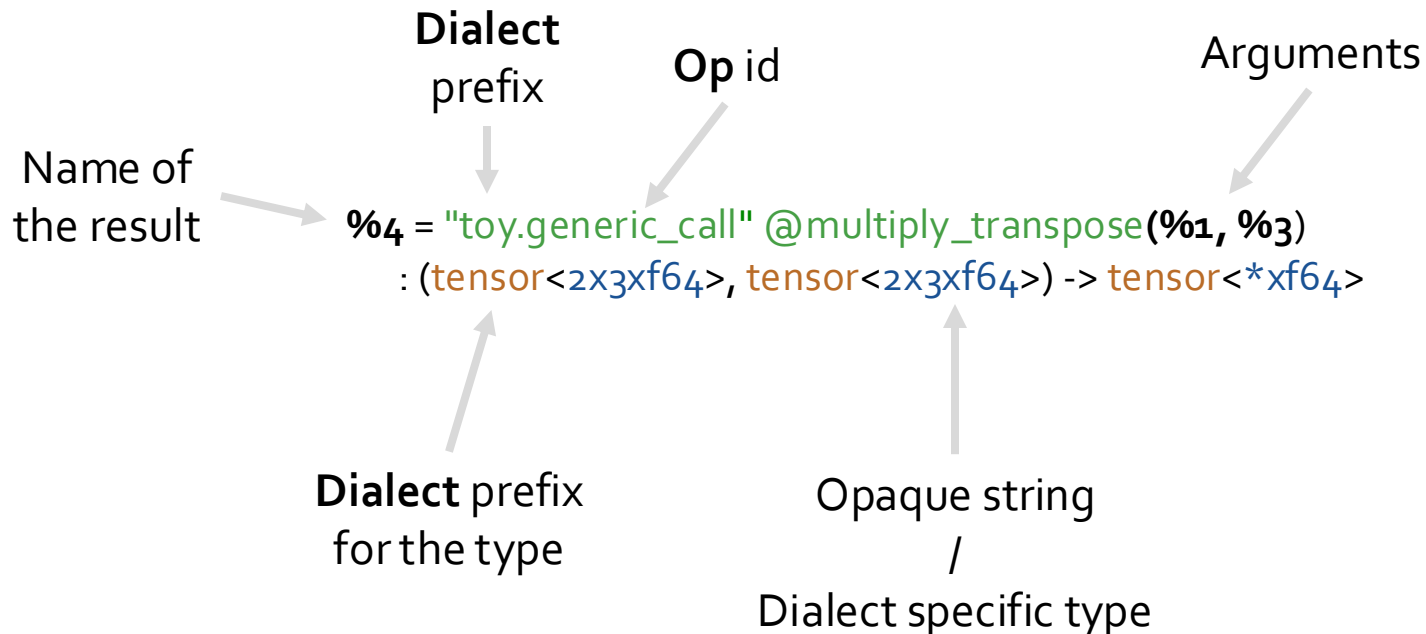 Dialect
prefix
Op id
Arguments
Name of
the result
%4 = "toy.generic_call" @multiply_transpose(%1, %3)
: (tensor<2x3xf64>, tensor<2x3xf64>) -> tensor<*xf64>
Dialect prefix
for the type
Opaque string
/
Dialect specific type